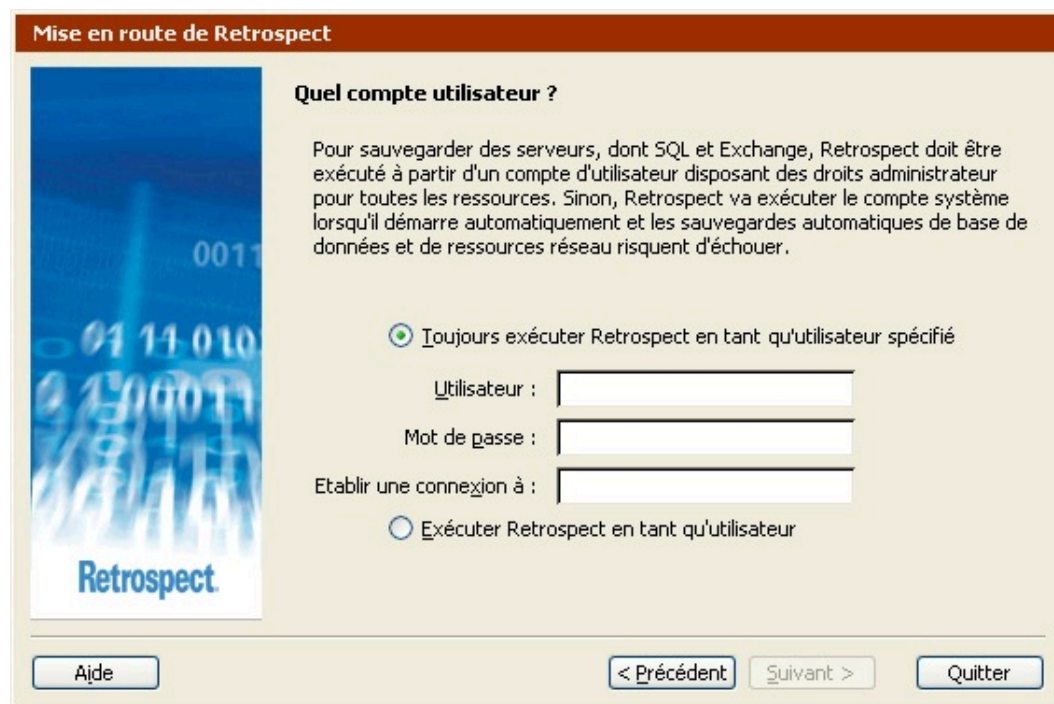 Mise en route de Retrospect
Quel compte utilisateur ?
Pour sauvegarder des serveurs, dont SQL et Exchange, Retrospect doit être
exécuté à partir d'un compte d'utilisateur disposant des droits administrateur
pour toutes les ressources. Sinon, Retrospect va exécuter le compte système
lorsqu'il démarre automatiquement et les sauvegardes automatiques de base de
données et de ressources réseau risquent d'échouer.
0011
01 11 010
Toujours exécuter Retrospect en tant qu'utilisateur spécifié
Utilisateur :
Mot de passe :
Etablir une connexion à :
Exécuter Retrospect en tant qu'utilisateur
Retrospect.
Aide
< Précédent
Suivant >
Quitter